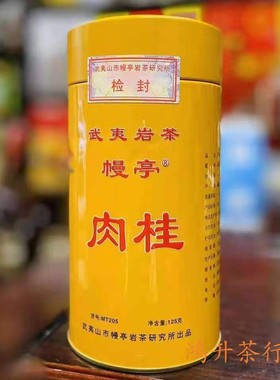 武夷山市幔亭岩茶研究所
检封
武夷岩茶
幔亭®
肉桂
货号:MT205
净含量:125克
武夷山市幔亭岩茶研究所出品
鸿升茶行